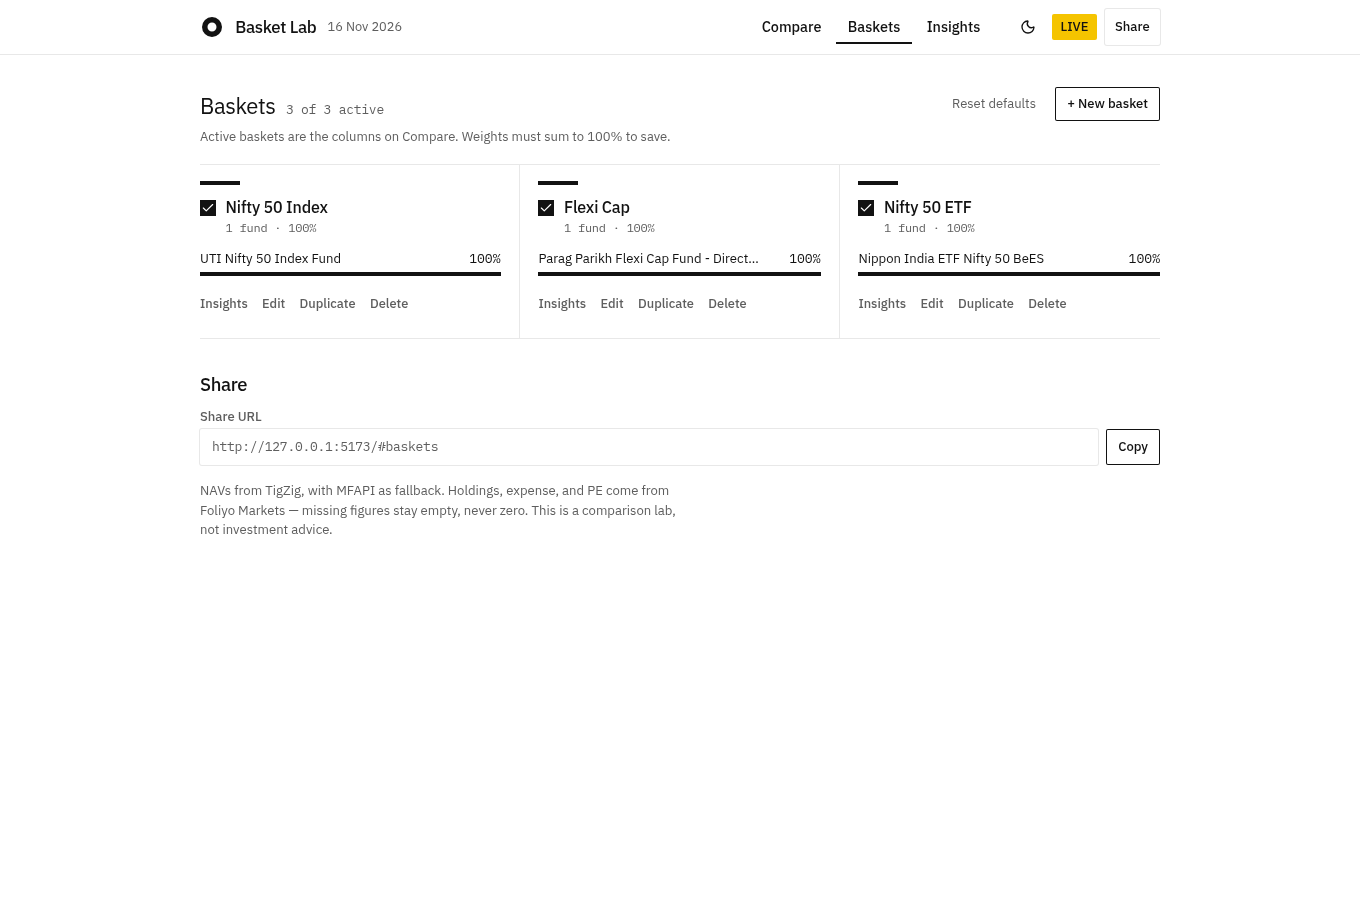 Basket Lab 16 Nov 2026 Compare Baskets Insights LIVE Share
Baskets 3 of 3 active Reset defaults + New basket
Active baskets are the columns on Compare. Weights must sum to 100% to save.
Nifty 50 Index
1 fund · 100%
UTI Nifty 50 Index Fund 100%
Insights Edit Duplicate Delete
Flexi Cap
1 fund · 100%
Parag Parikh Flexi Cap Fund - Direct... 100%
Insights Edit Duplicate Delete
Nifty 50 ETF
1 fund · 100%
Nippon India ETF Nifty 50 BeES 100%
Insights Edit Duplicate Delete
Share
Share URL
http://127.0.0.1:5173/#baskets Copy
NAVs from TigZig, with MFAPI as fallback. Holdings, expense, and PE come from
Foliyo Markets — missing figures stay empty, never zero. This is a comparison lab,
not investment advice.